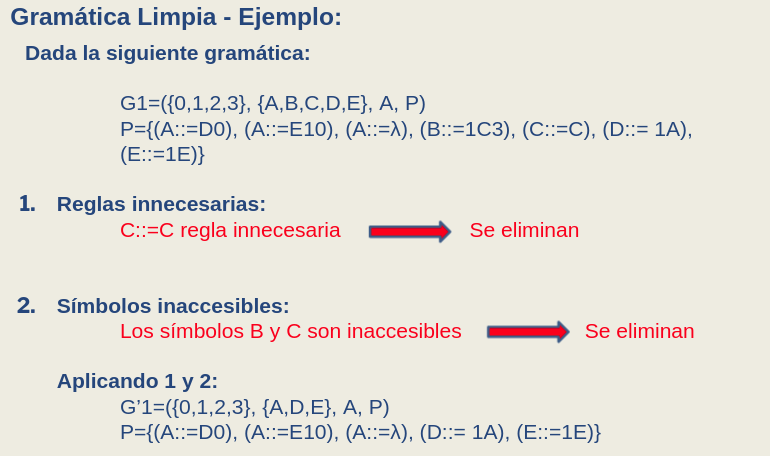 Gramática Limpia - Ejemplo:
Dada la siguiente gramática:
G1=({0,1,2,3}, {A,B,C,D,E}, A, P)
P={(A::=D0), (A::=E10), (A::=λ), (B::=1C3), (C::=C), (D::= 1A),
(E::=1E)}
1. Reglas innecesarias:
C::=C regla innecesaria Se eliminan
2. Símbolos inaccesibles:
Los símbolos B y C son inaccesibles Se eliminan
Aplicando 1 y 2:
G’1=({0,1,2,3}, {A,D,E}, A, P)
P={(A::=D0), (A::=E10), (A::=λ), (D::= 1A), (E::=1E)}